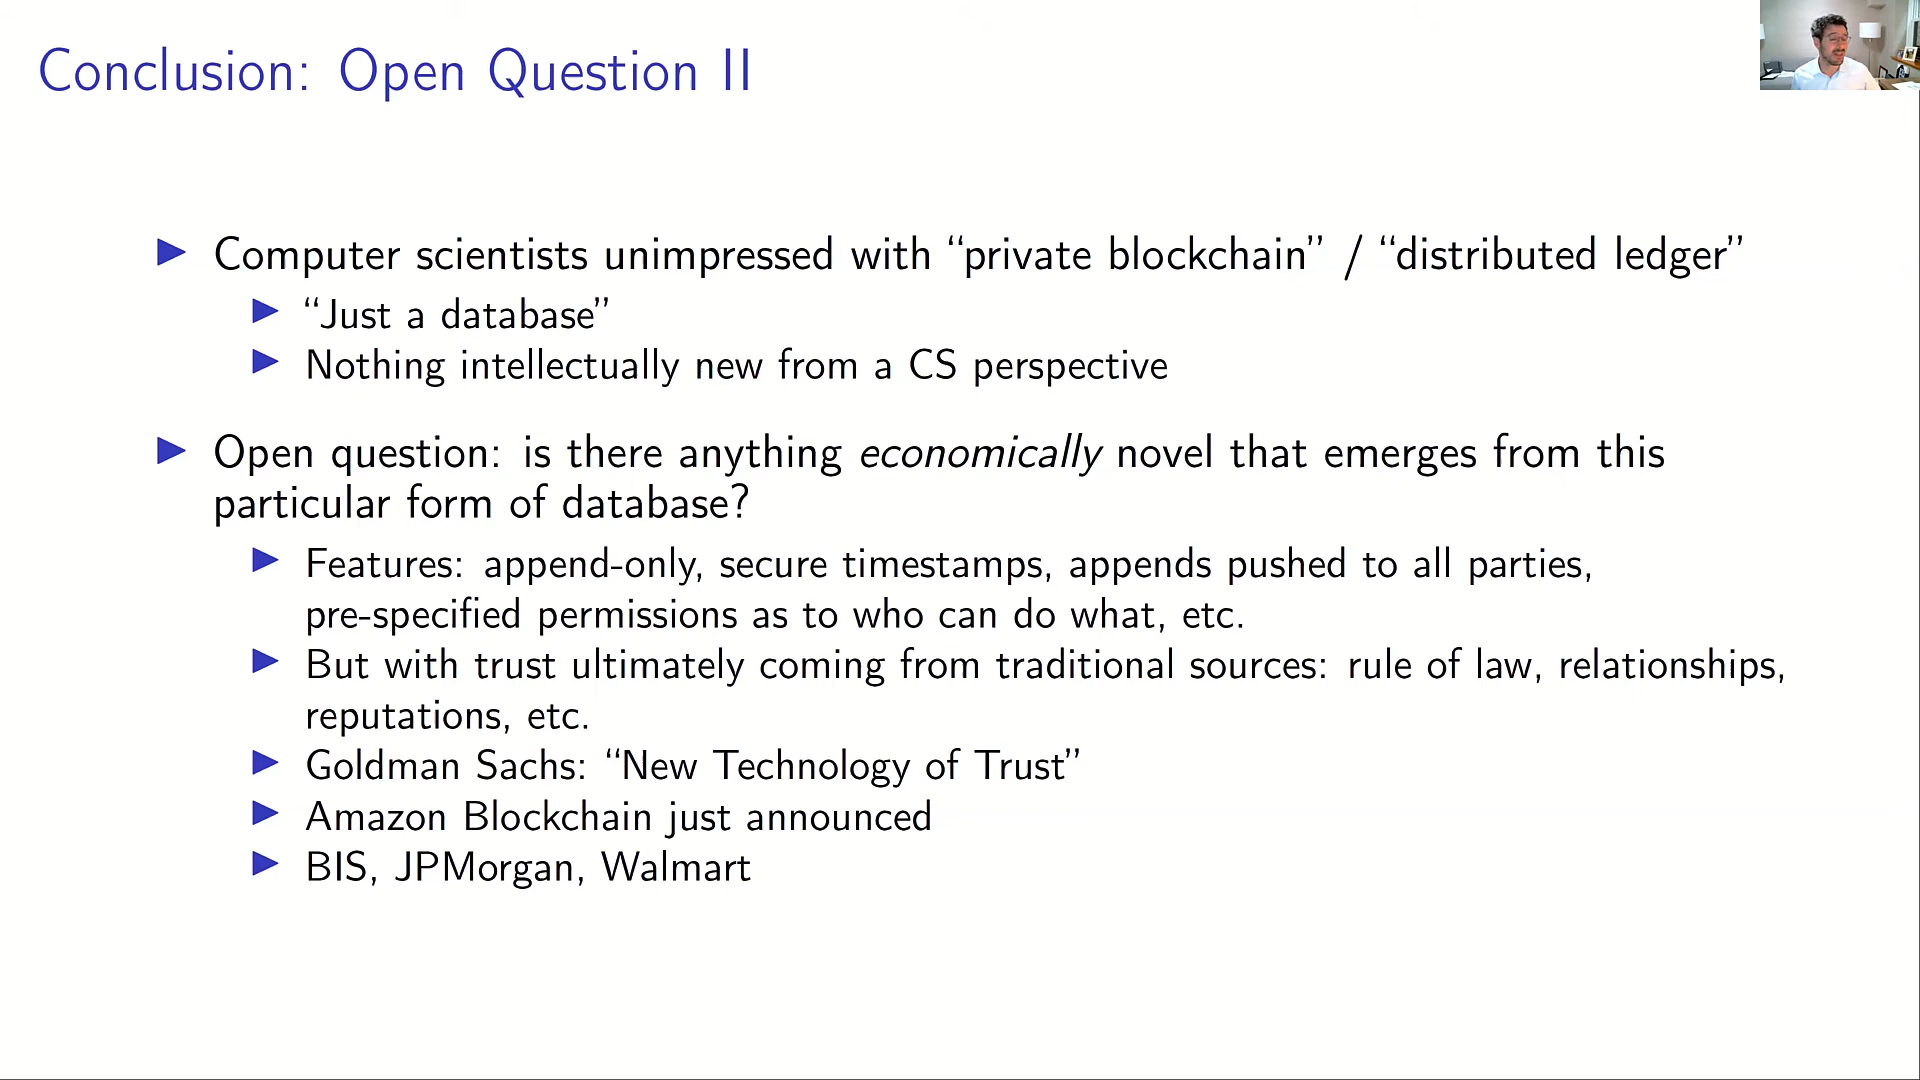 Conclusion: Open Question II
Computer scientists unimpressed with “private blockchain” / “distributed ledger”
“Just a database”
Nothing intellectually new from a CS perspective
Open question: is there anything economically novel that emerges from this
particular form of database?
Features: append-only, secure timestamps, appends pushed to all parties,
pre-specified permissions as to who can do what, etc.
But with trust ultimately coming from traditional sources: rule of law, relationships,
reputations, etc.
Goldman Sachs: “New Technology of Trust”
Amazon Blockchain just announced
BIS, JPMorgan, Walmart